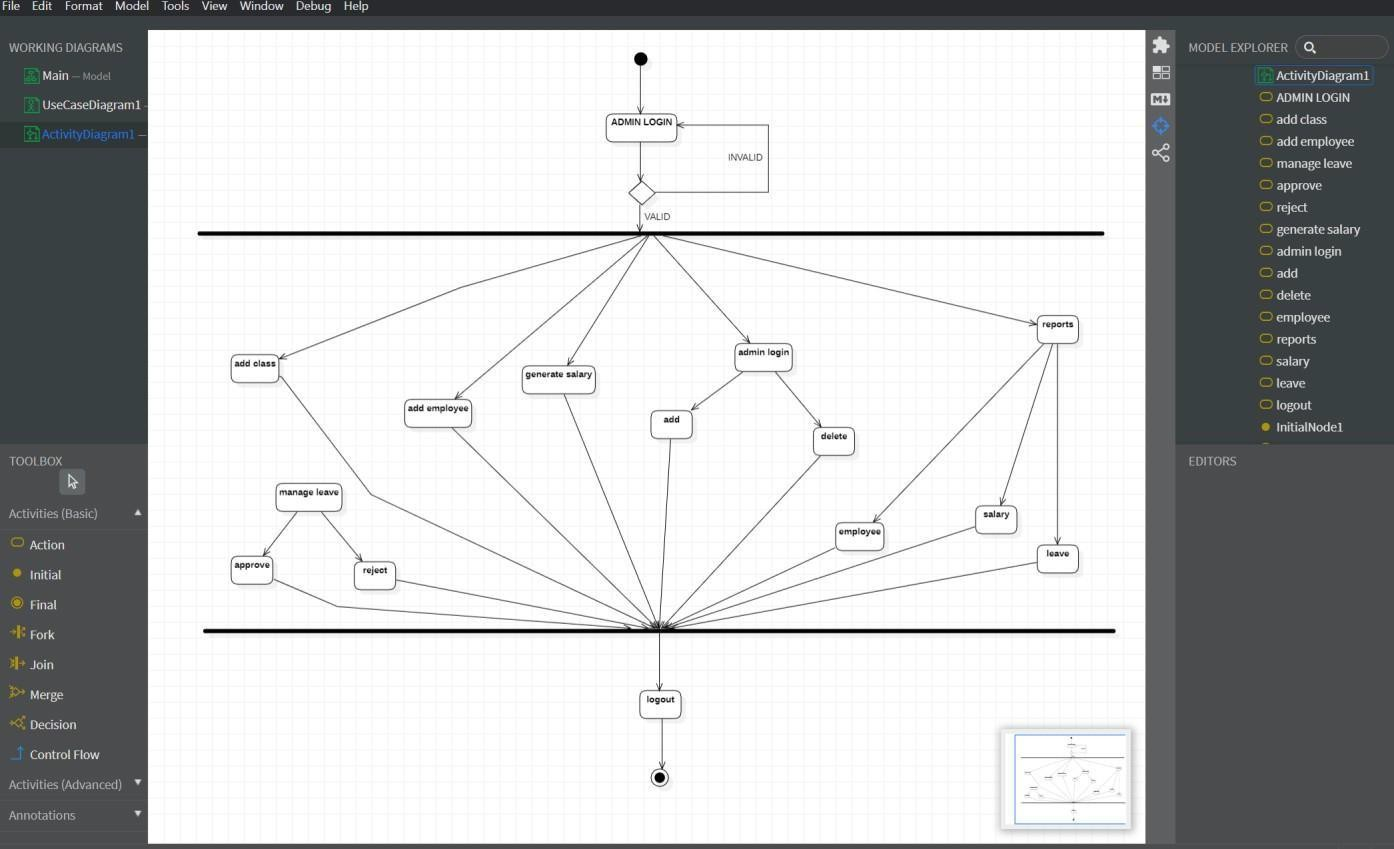 File Edit Format Model Tools View Window Debug Help
WORKING DIAGRAMS
Main — Model
UseCaseDiagram1 -
ActivityDiagram1 —
TOOLBOX
Activities (Basic)
Action
Initial
Final
Fork
Join
Merge
Decision
Control Flow
Activities (Advanced)
Annotations
ADMIN LOGIN
INVALID
VALID
reports
admin login
add class
generate salary
add employee
add
delete
manage leave
salary
employee
leave
approve
reject
logout
M
MODEL EXPLORER
ActivityDiagram1
ADMIN LOGIN
add class
add employee
manage leave
approve
reject
generate salary
admin login
add
delete
employee
reports
salary
leave
logout
InitialNode1
EDITORS